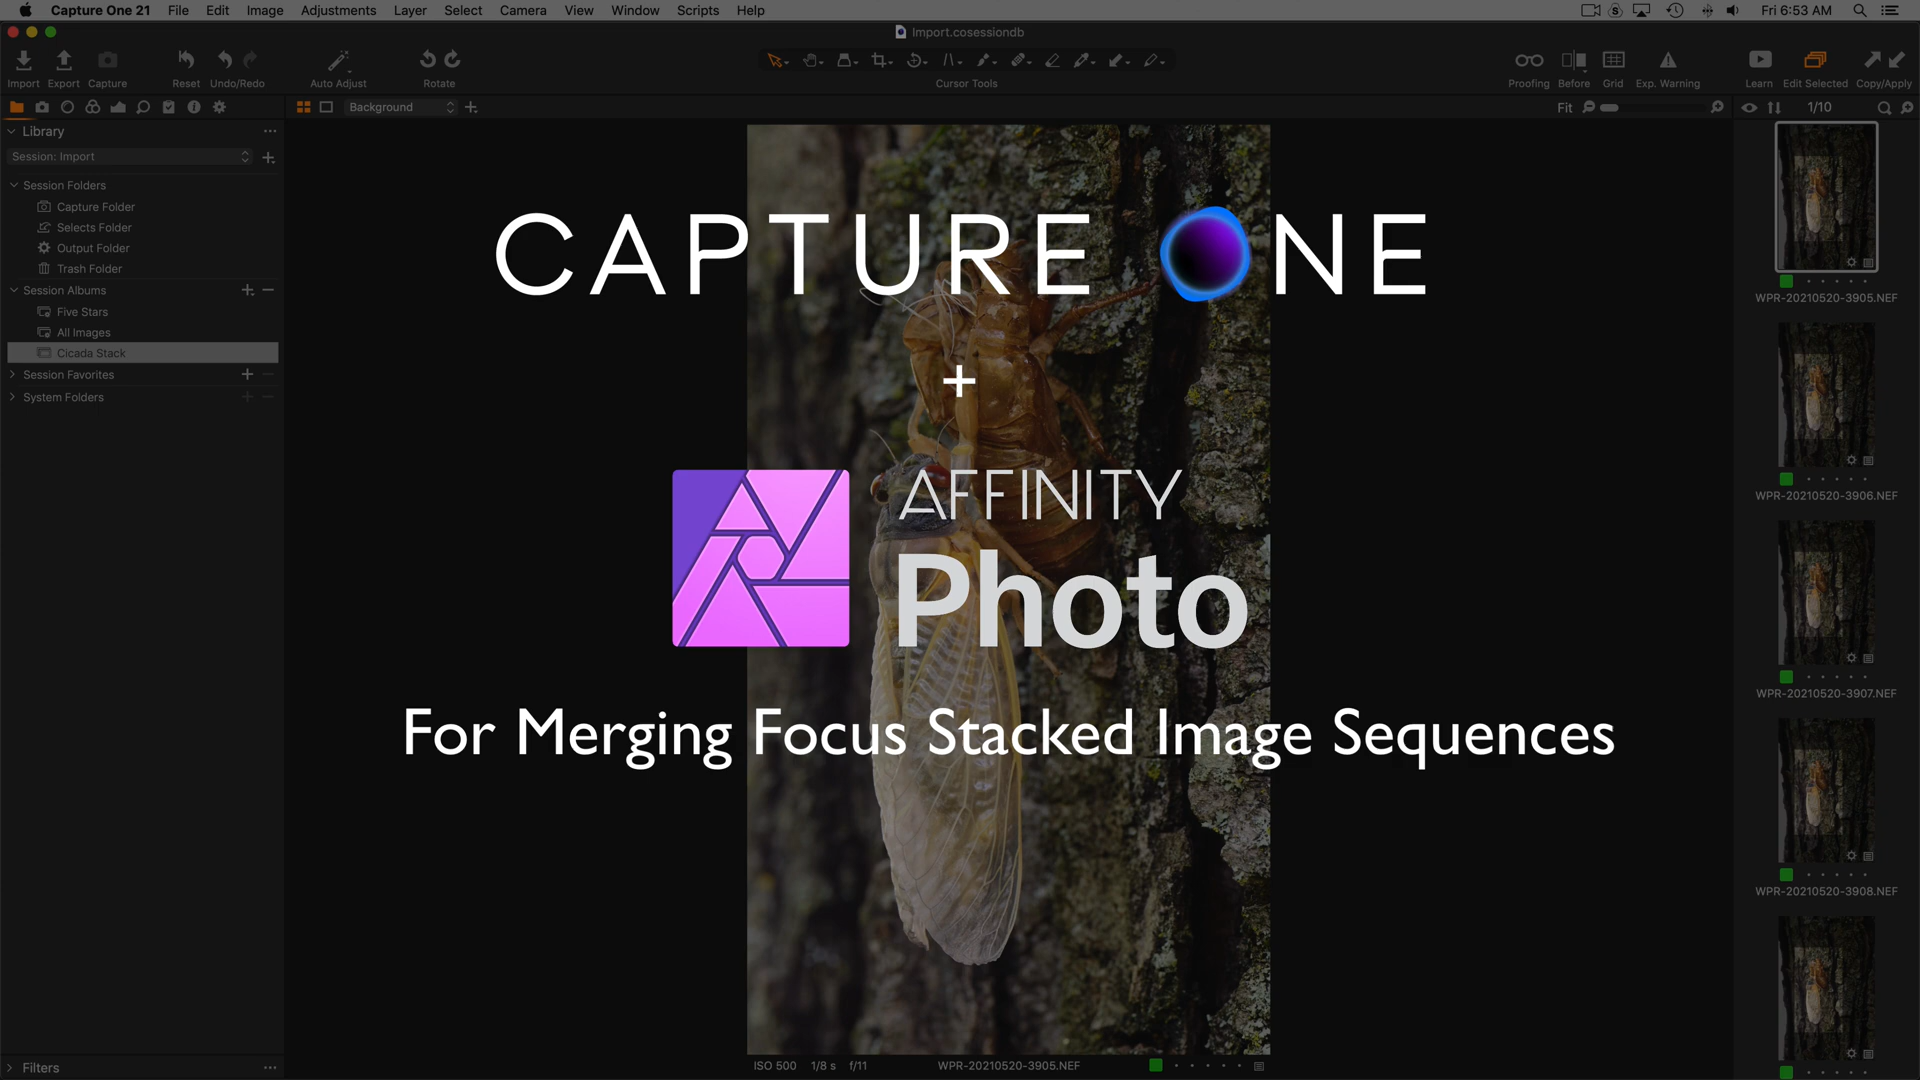 Capture One 21 File Edit Image Adjustments Layer Select Camera View Window Scripts Help Fri 6:53 AM
Import.cosessiondb
Import Export Capture Reset Undo/Redo Auto Adjust Rotate Cursor Tools Proofing Before Grid Exp. Warning Learn Edit Selected Copy/Apply
Background Fit 1/10
Library
Session: Import
Session Folders
Capture Folder
Selects Folder
Output Folder
Trash Folder
Session Albums
Five Stars
All Images
Cicada Stack
Session Favorites
System Folders
Filters
CAPTURE ONE
+
AFFINITY
Photo
For Merging Focus Stacked Image Sequences
ISO 500 1/8 s f/11 WPR-20210520-3905.NEF
WPR-20210520-3905.NEF
WPR-20210520-3906.NEF
WPR-20210520-3907.NEF
WPR-20210520-3908.NEF